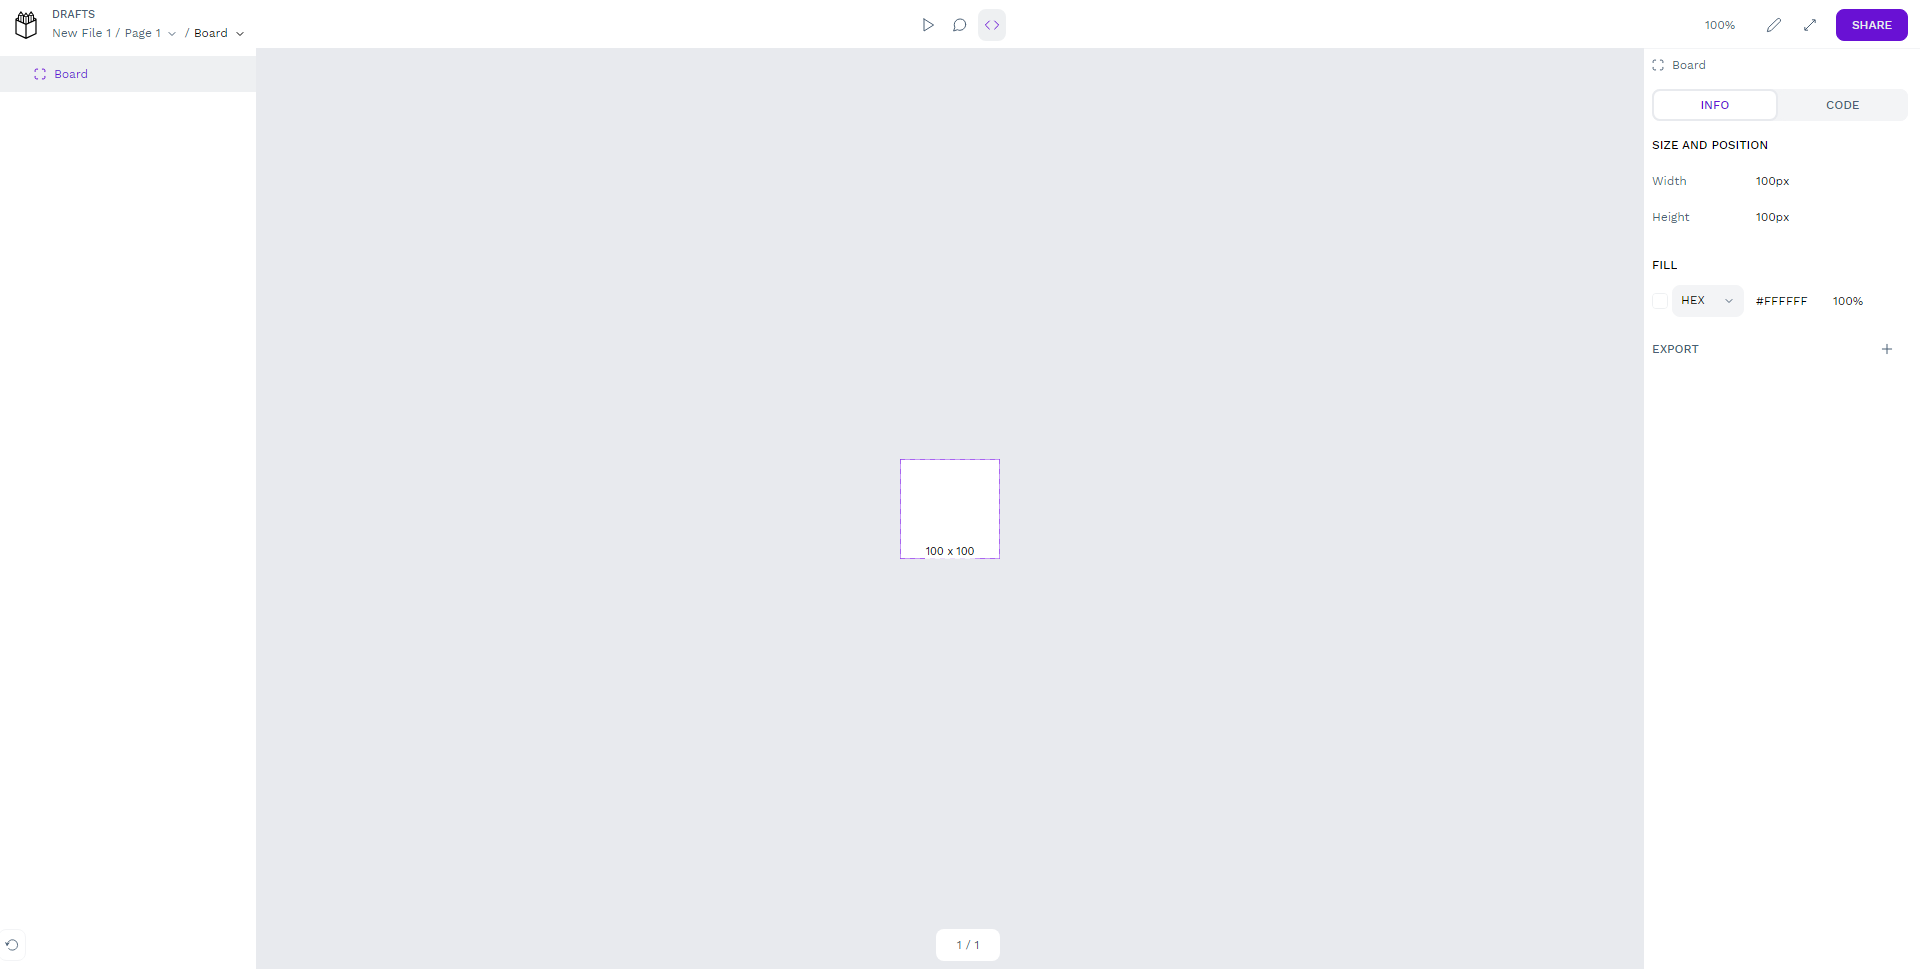 DRAFTS
New File 1 / Page 1 / Board
100%
SHARE
Board
Board
INFO
CODE
SIZE AND POSITION
Width 100px
Height 100px
FILL
HEX #FFFFFF 100%
EXPORT
100 x 100
1 / 1